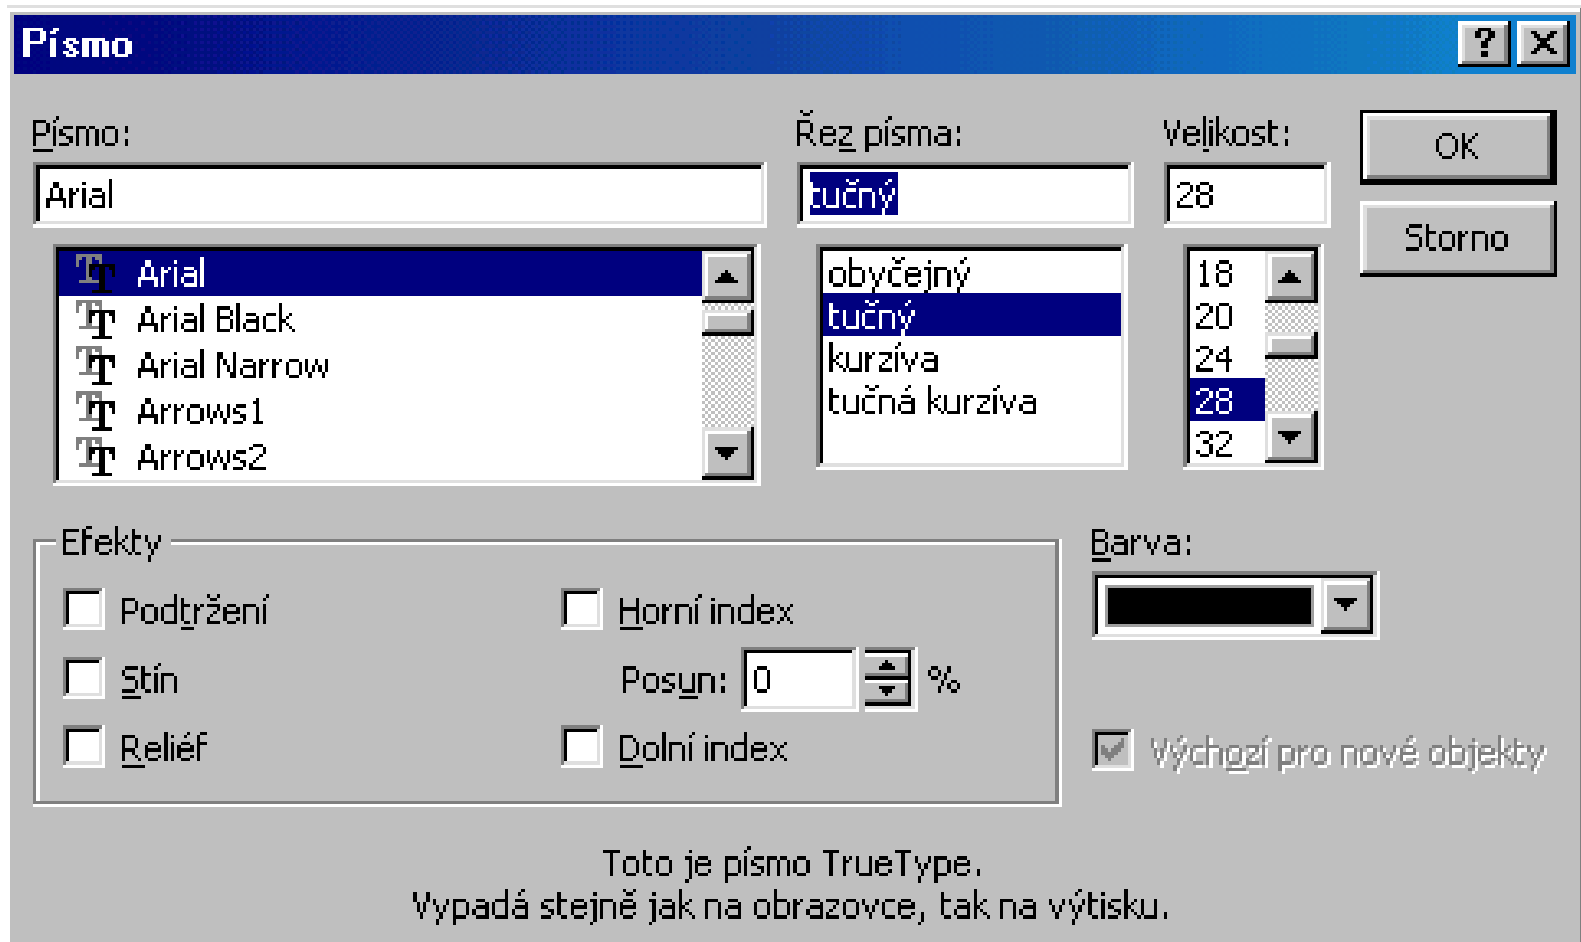 Písmo
Písmo:
Řez písma:
Velikost:
OK
Arial
tučný
28
Storno
Arial
Arial Black
Arial Narrow
Arrows1
Arrows2
obyčejný
tučný
kurzíva
tučná kurzíva
18
20
24
28
32
Efekty
Podtržení
Stín
Reliéf
Horní index
Posun: 0 %
Dolní index
Barva:
Výchozí pro nové objekty
Toto je písmo TrueType.
Vypadá stejně jak na obrazovce, tak na výtisku.